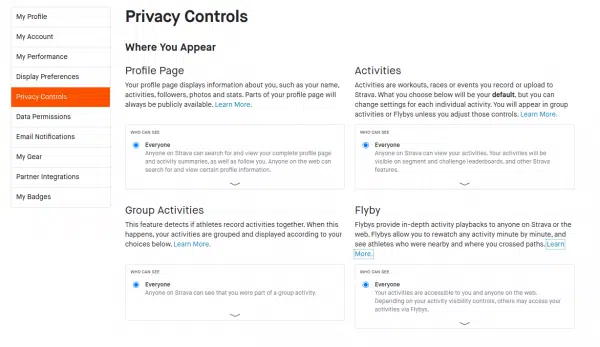 My Profile
My Account
My Performance
Display Preferences
Privacy Controls
Data Permissions
Email Notifications
My Gear
Partner Integrations
My Badges
Privacy Controls
Where You Appear
Profile Page
Your profile page displays information about you, such as your name,
activities, followers, photos and stats. Parts of your profile page will
always be publicly available. Learn More.
WHO CAN SEE
Everyone
Anyone on Strava can search for and view your complete profile page
and activity summaries, as well as follow you. Anyone on the web can
search for and view certain profile information.
Activities
Activities are workouts, races or events you record or upload to
Strava. What you choose below will be your default, but you can
change settings for each individual activity. You will appear in group
activities or Flybys unless you adjust those controls. Learn More.
WHO CAN SEE
Everyone
Anyone on Strava can view your activities. Your activities will be
visible on segment and challenge leaderboards, and other Strava
features.
Group Activities
This feature detects if athletes record activities together. When this
happens, your activities are grouped and displayed according to your
choices below. Learn More.
WHO CAN SEE
Everyone
Anyone on Strava can see that you were part of a group activity.
Flyby
Flybys provide in-depth activity playbacks to anyone on Strava or the
web. Flybys allow you to rewatch any activity minute by minute, and
see athletes who were nearby and where you crossed paths. Learn
More.
WHO CAN SEE
Everyone
Your activities are accessible to you and anyone on the web.
Depending on your activity visibility controls, others may access your
activities via Flybys.